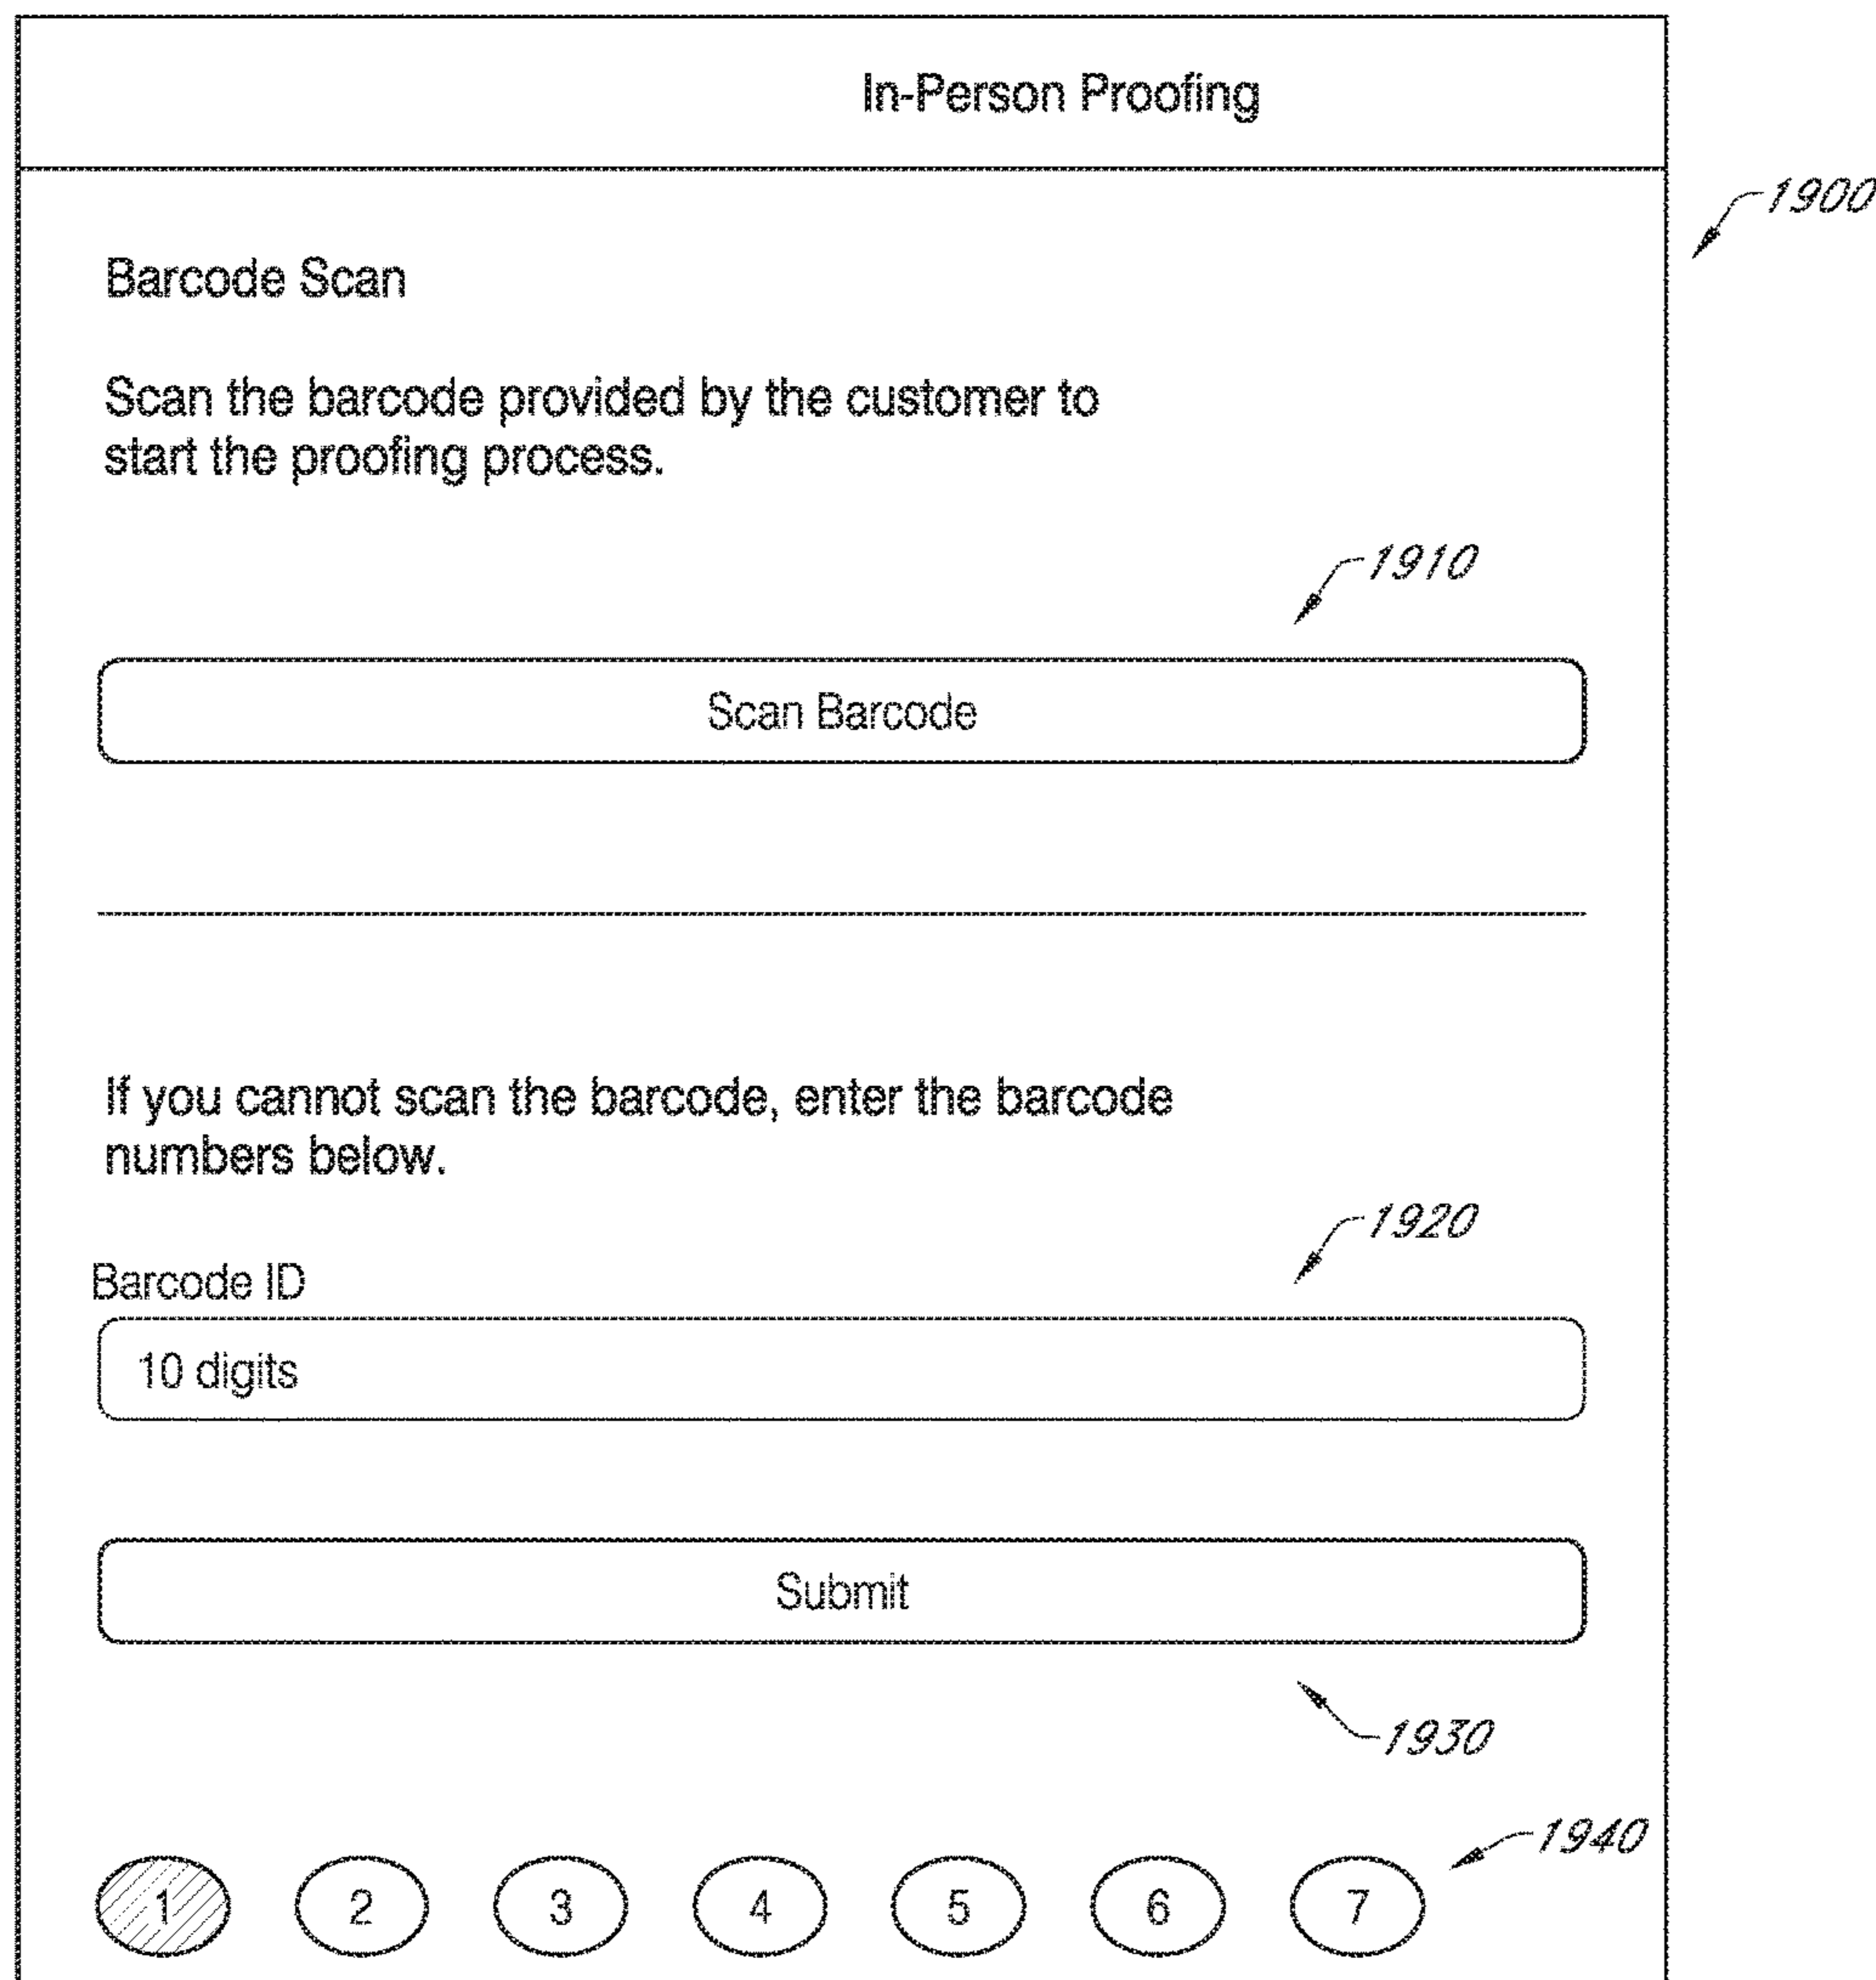 In-Person Proofing
1900
Barcode Scan
Scan the barcode provided by the customer to
start the proofing process.
1910
Scan Barcode
If you cannot scan the barcode, enter the barcode
numbers below.
1920
Barcode ID
10 digits
Submit
1930
1940
1 2 3 4 5 6 7